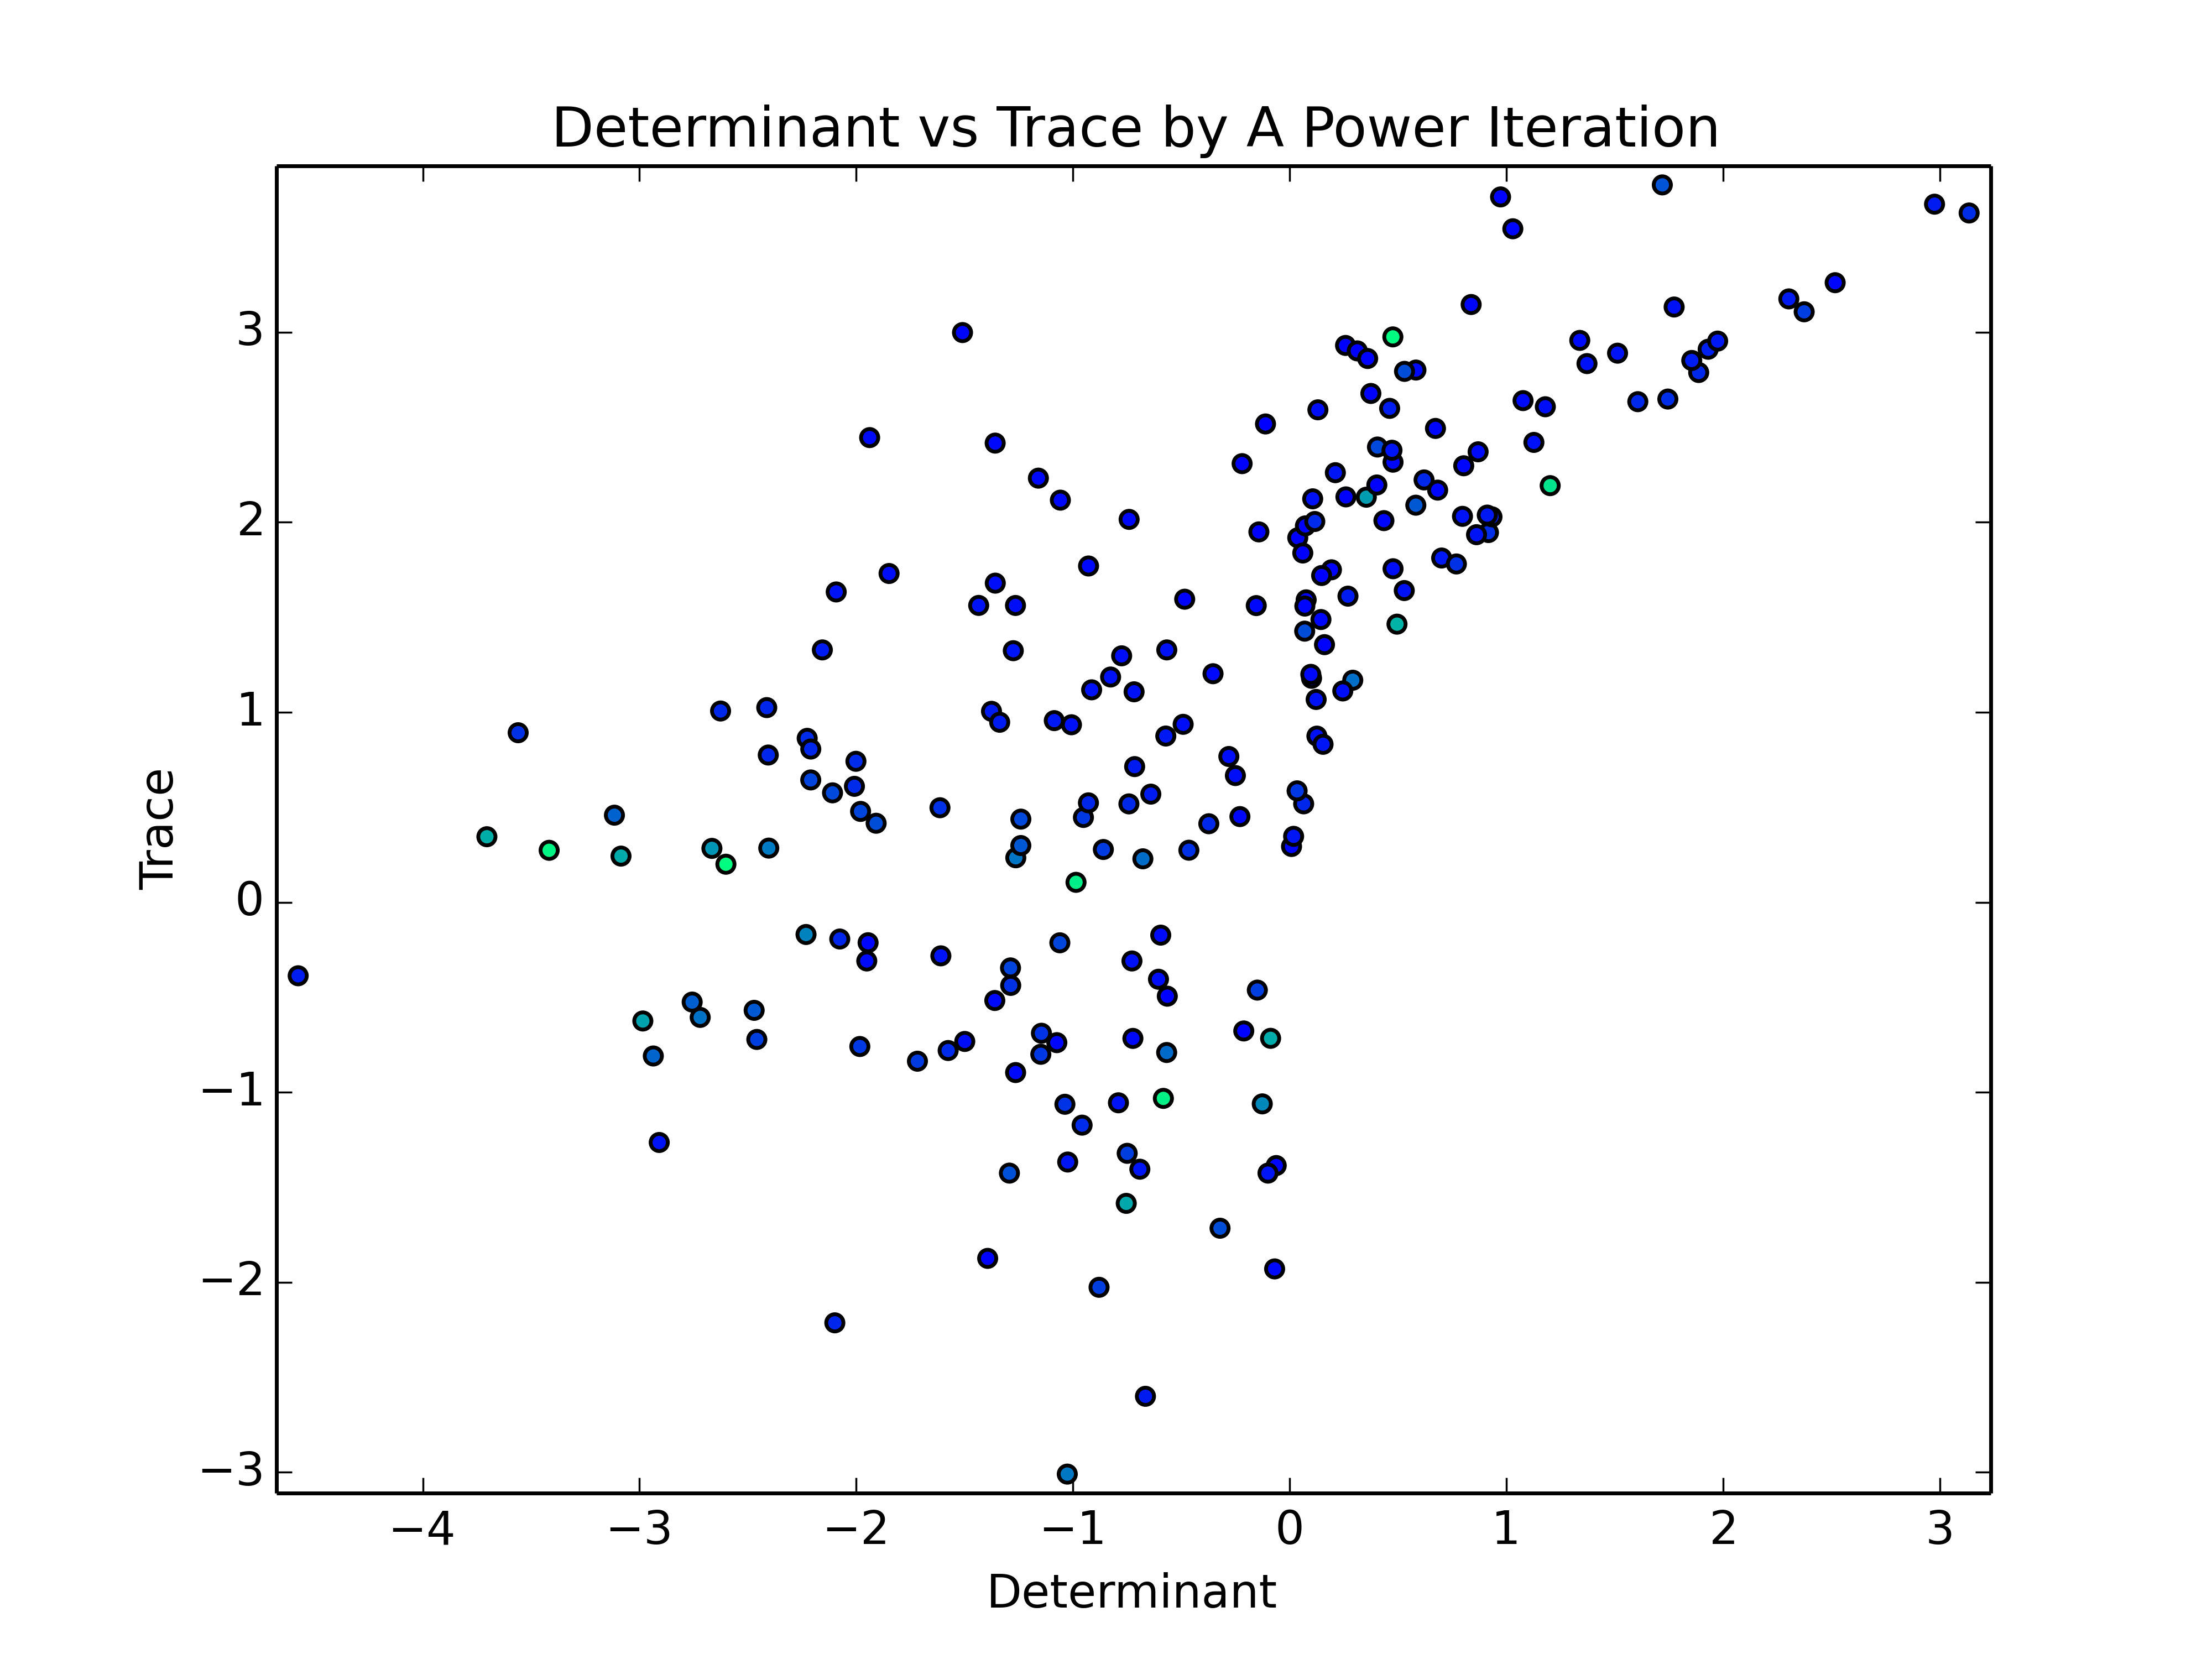 Determinant vs Trace by A Power Iteration
3
2
1
0
−1
−2
−3
Trace
−4 −3 −2 −1 0 1 2 3
Determinant